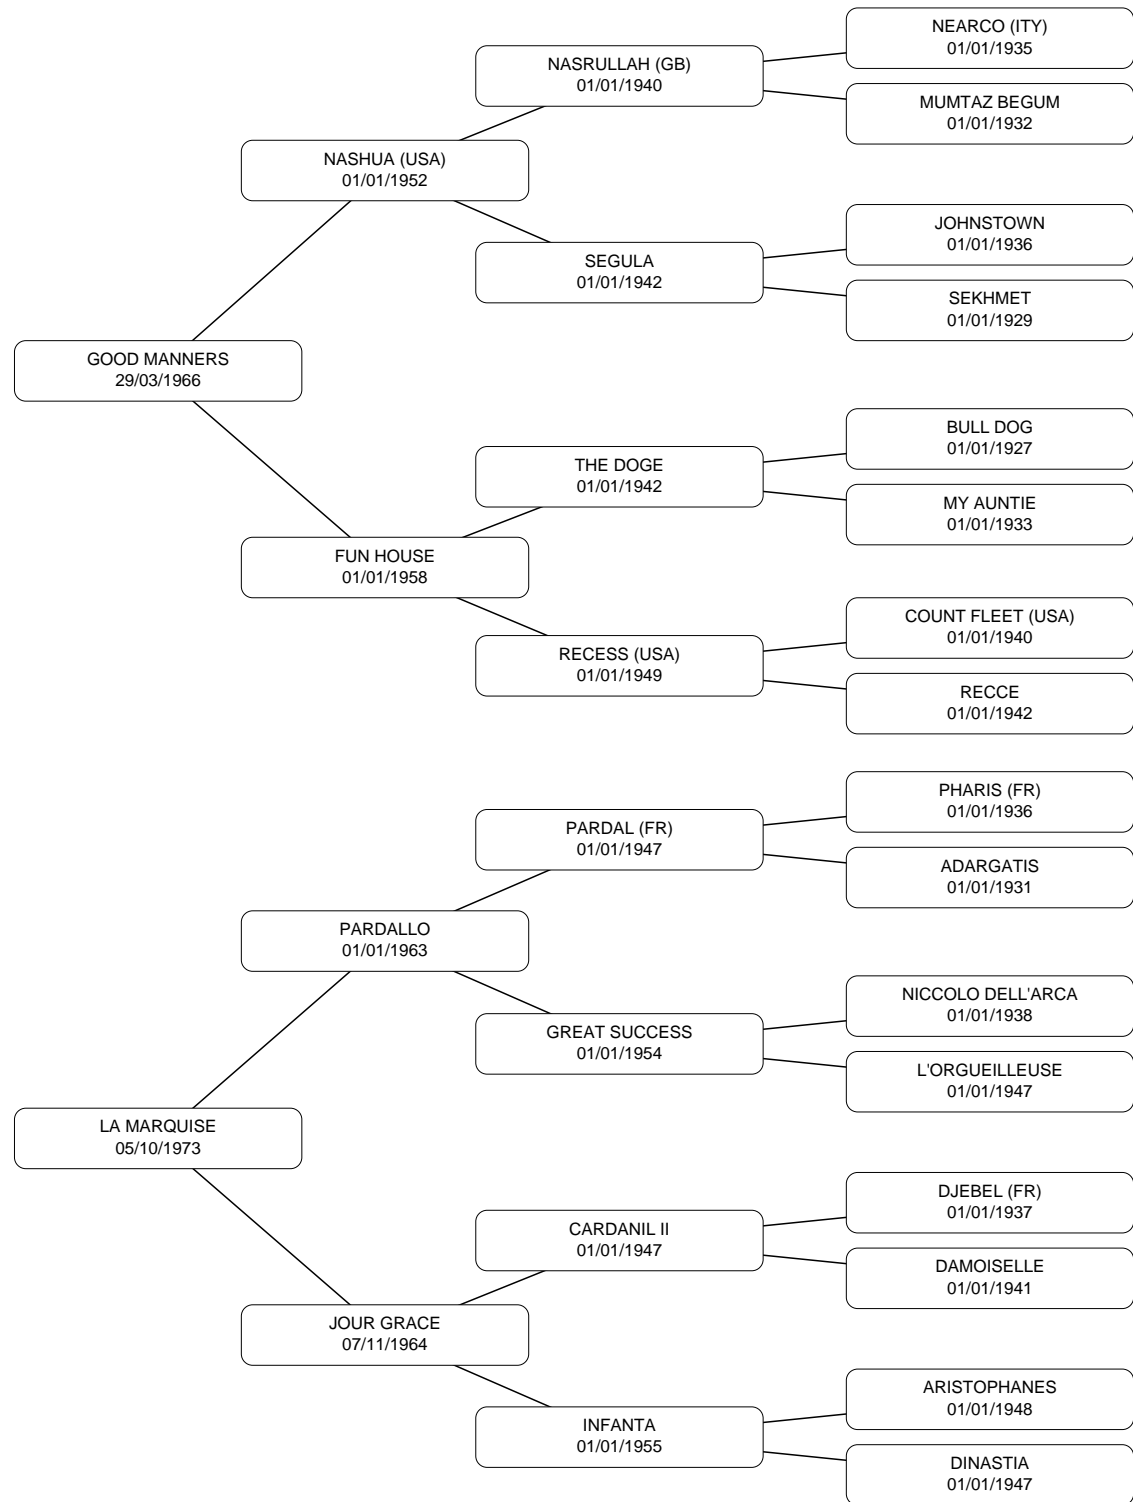 NEARCO (ITY)
01/01/1935
NASRULLAH (GB)
01/01/1940
MUMTAZ BEGUM
01/01/1932
NASHUA (USA)
01/01/1952
JOHNSTOWN
01/01/1936
SEGULA
01/01/1942
SEKHMET
01/01/1929
GOOD MANNERS
29/03/1966
BULL DOG
01/01/1927
THE DOGE
01/01/1942
MY AUNTIE
01/01/1933
FUN HOUSE
01/01/1958
COUNT FLEET (USA)
01/01/1940
RECESS (USA)
01/01/1949
RECCE
01/01/1942
PHARIS (FR)
01/01/1936
PARDAL (FR)
01/01/1947
ADARGATIS
01/01/1931
PARDALLO
01/01/1963
NICCOLO DELL'ARCA
01/01/1938
GREAT SUCCESS
01/01/1954
L'ORGUEILLEUSE
01/01/1947
LA MARQUISE
05/10/1973
DJEBEL (FR)
01/01/1937
CARDANIL II
01/01/1947
DAMOISELLE
01/01/1941
JOUR GRACE
07/11/1964
ARISTOPHANES
01/01/1948
INFANTA
01/01/1955
DINASTIA
01/01/1947